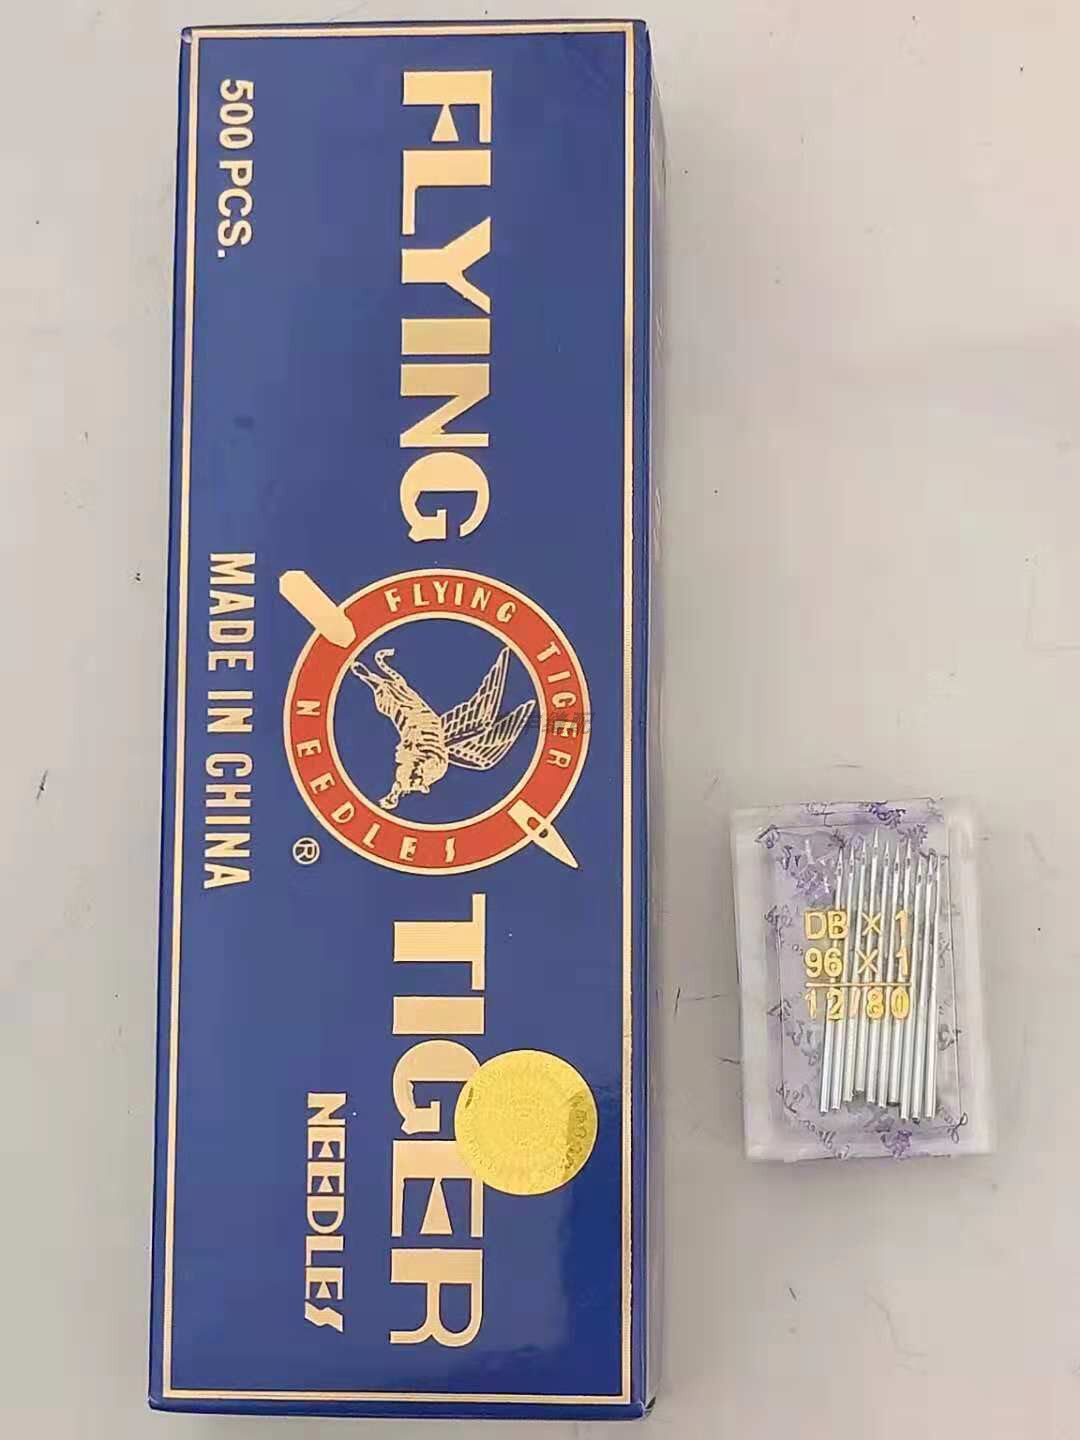 FLYING TIGER
NEEDLES
FLYING TIGER
NEEDLES
®
500 PCS.
MADE IN CHINA
DB × 1
96 × 1
12/80